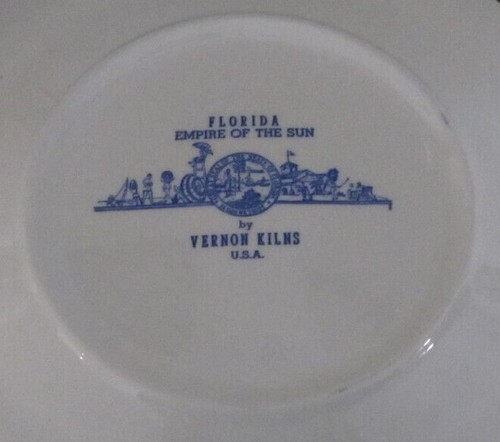 FLORIDA
EMPIRE OF THE SUN
by
VERNON KILNS
U.S.A.